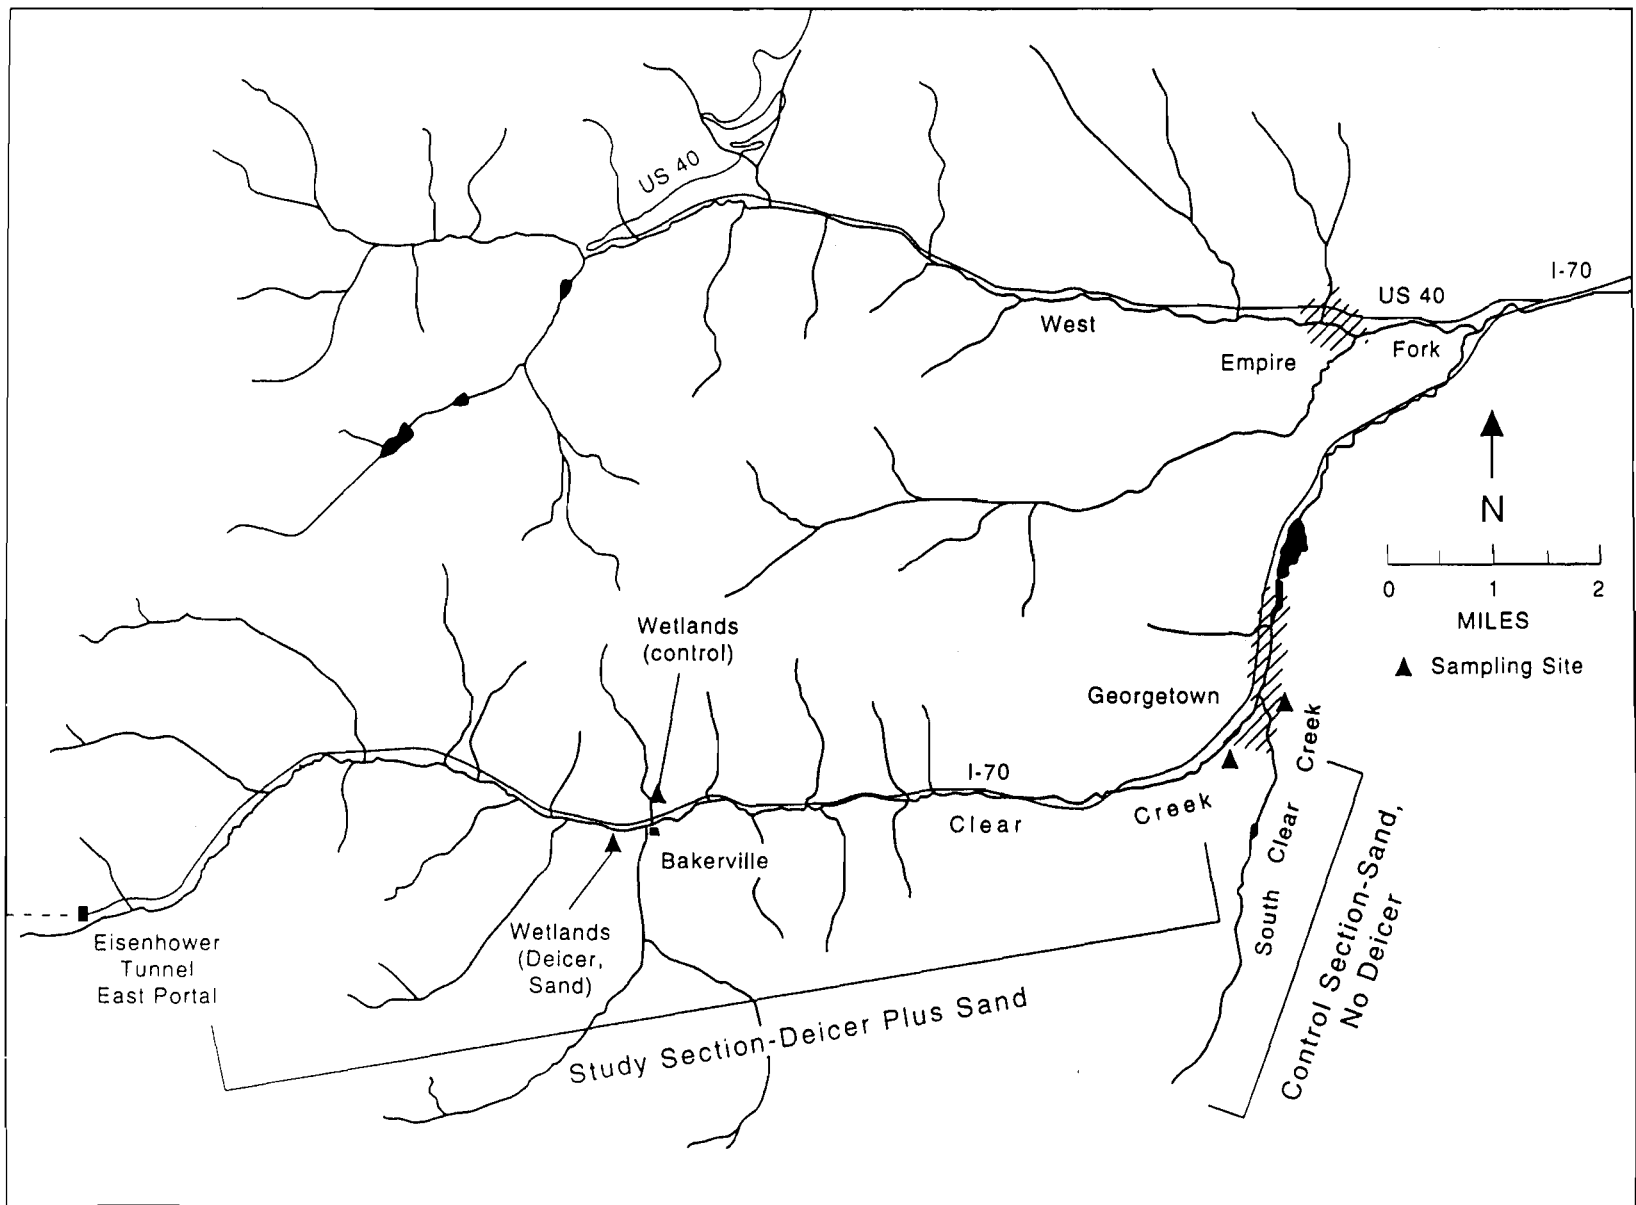 US 40
I-70
US 40
West
Fork
Empire
N
0 1 2
MILES
Sampling Site
Wetlands
(control)
Georgetown
Creek
I-70
Clear
Creek
Bakerville
South Clear
Wetlands
(Deicer,
Sand)
Eisenhower
Tunnel
East Portal
Study Section-Deicer Plus Sand
Control Section-Sand,
No Deicer